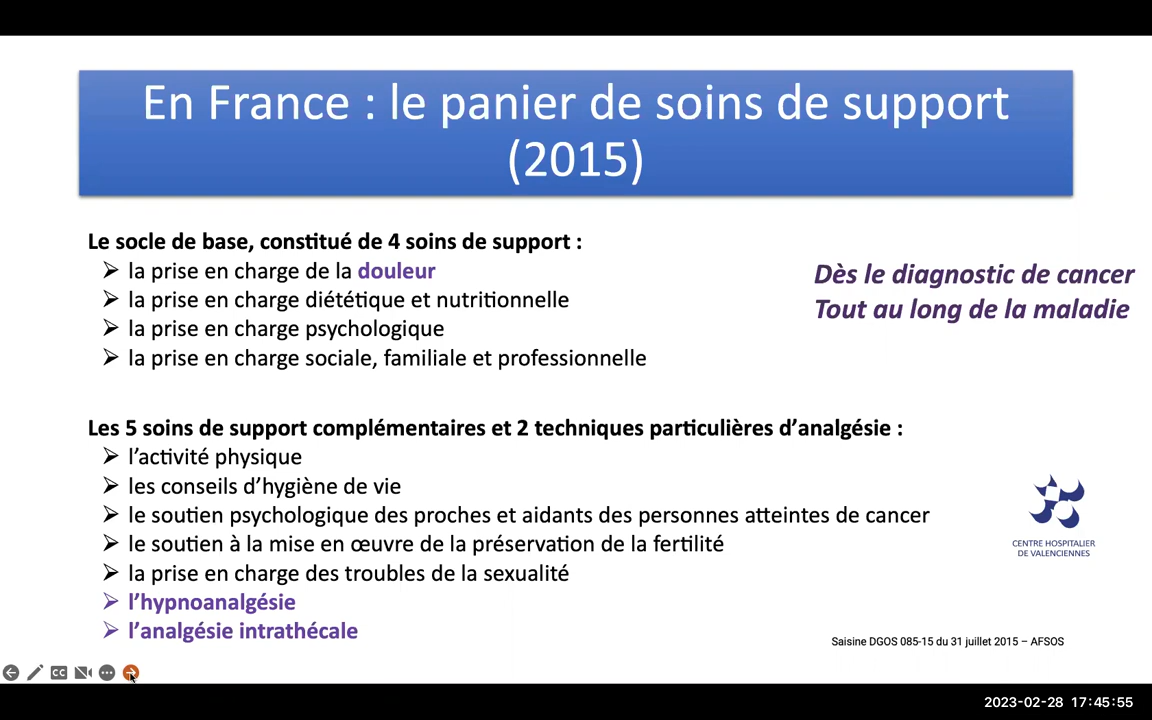 En France : le panier de soins de support
(2015)
Le socle de base, constitué de 4 soins de support :
➢ la prise en charge de la douleur
➢ la prise en charge diététique et nutritionnelle
➢ la prise en charge psychologique
➢ la prise en charge sociale, familiale et professionnelle
Dès le diagnostic de cancer
Tout au long de la maladie
Les 5 soins de support complémentaires et 2 techniques particulières d’analgésie :
➢ l’activité physique
➢ les conseils d’hygiène de vie
➢ le soutien psychologique des proches et aidants des personnes atteintes de cancer
➢ le soutien à la mise en œuvre de la préservation de la fertilité
➢ la prise en charge des troubles de la sexualité
➢ l’hypnoanalgésie
➢ l’analgésie intrathécale
CENTRE HOSPITALIER
DE VALENCIENNES
Saisine DGOS 085-15 du 31 juillet 2015 – AFSOS
CC
2023-02-28 17:45:55